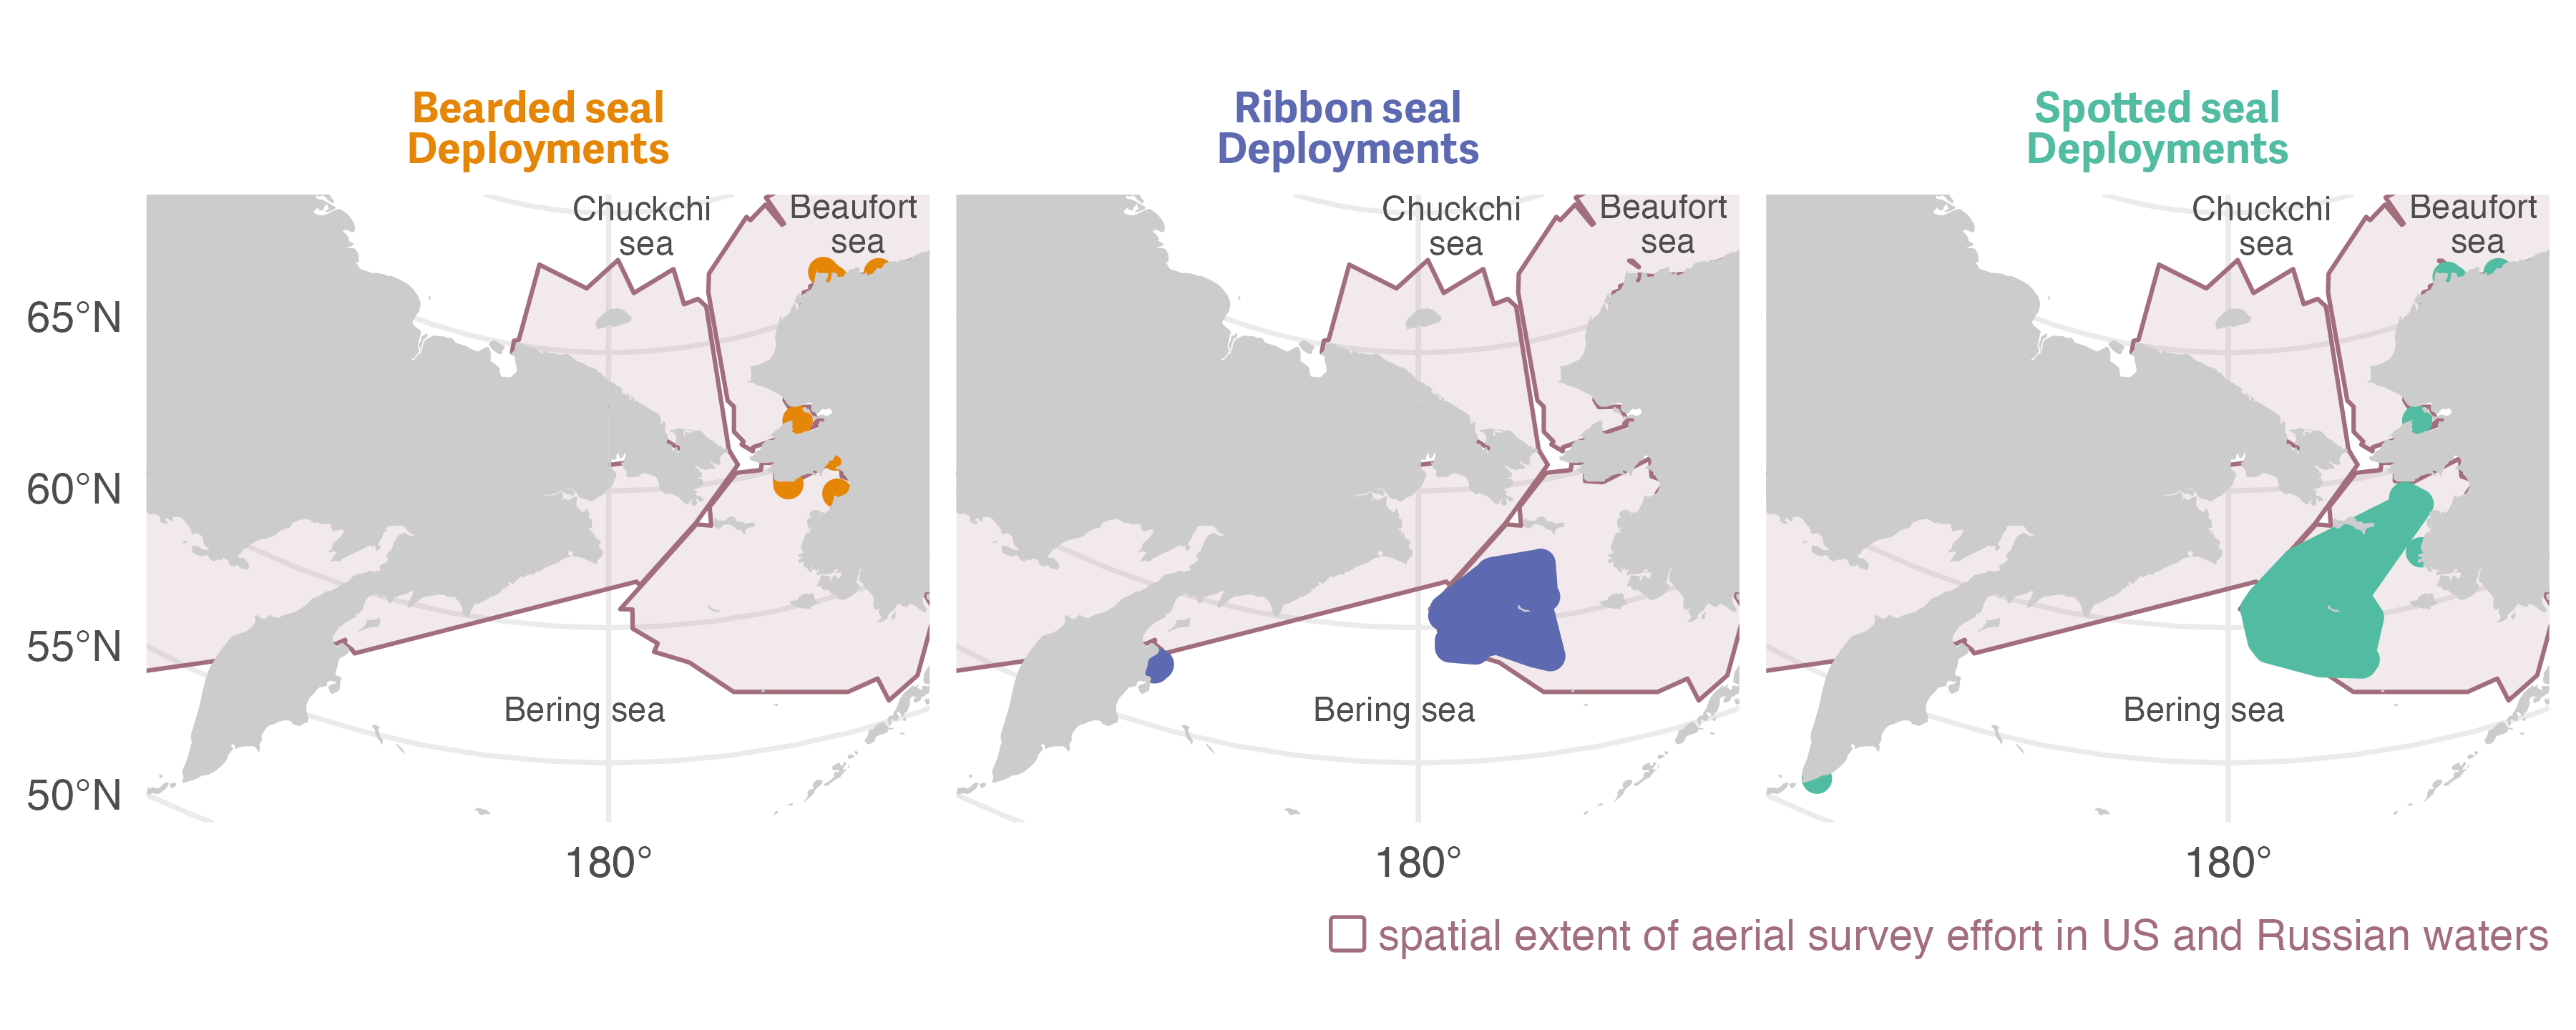 Bearded seal
Deployments
Ribbon seal
Deployments
Spotted seal
Deployments
Chuckchi
sea
Beaufort
sea
Bering sea
Chuckchi
sea
Beaufort
sea
Bering sea
Chuckchi
sea
Beaufort
sea
Bering sea
65°N
60°N
55°N
50°N
180°
180°
180°
spatial extent of aerial survey effort in US and Russian waters